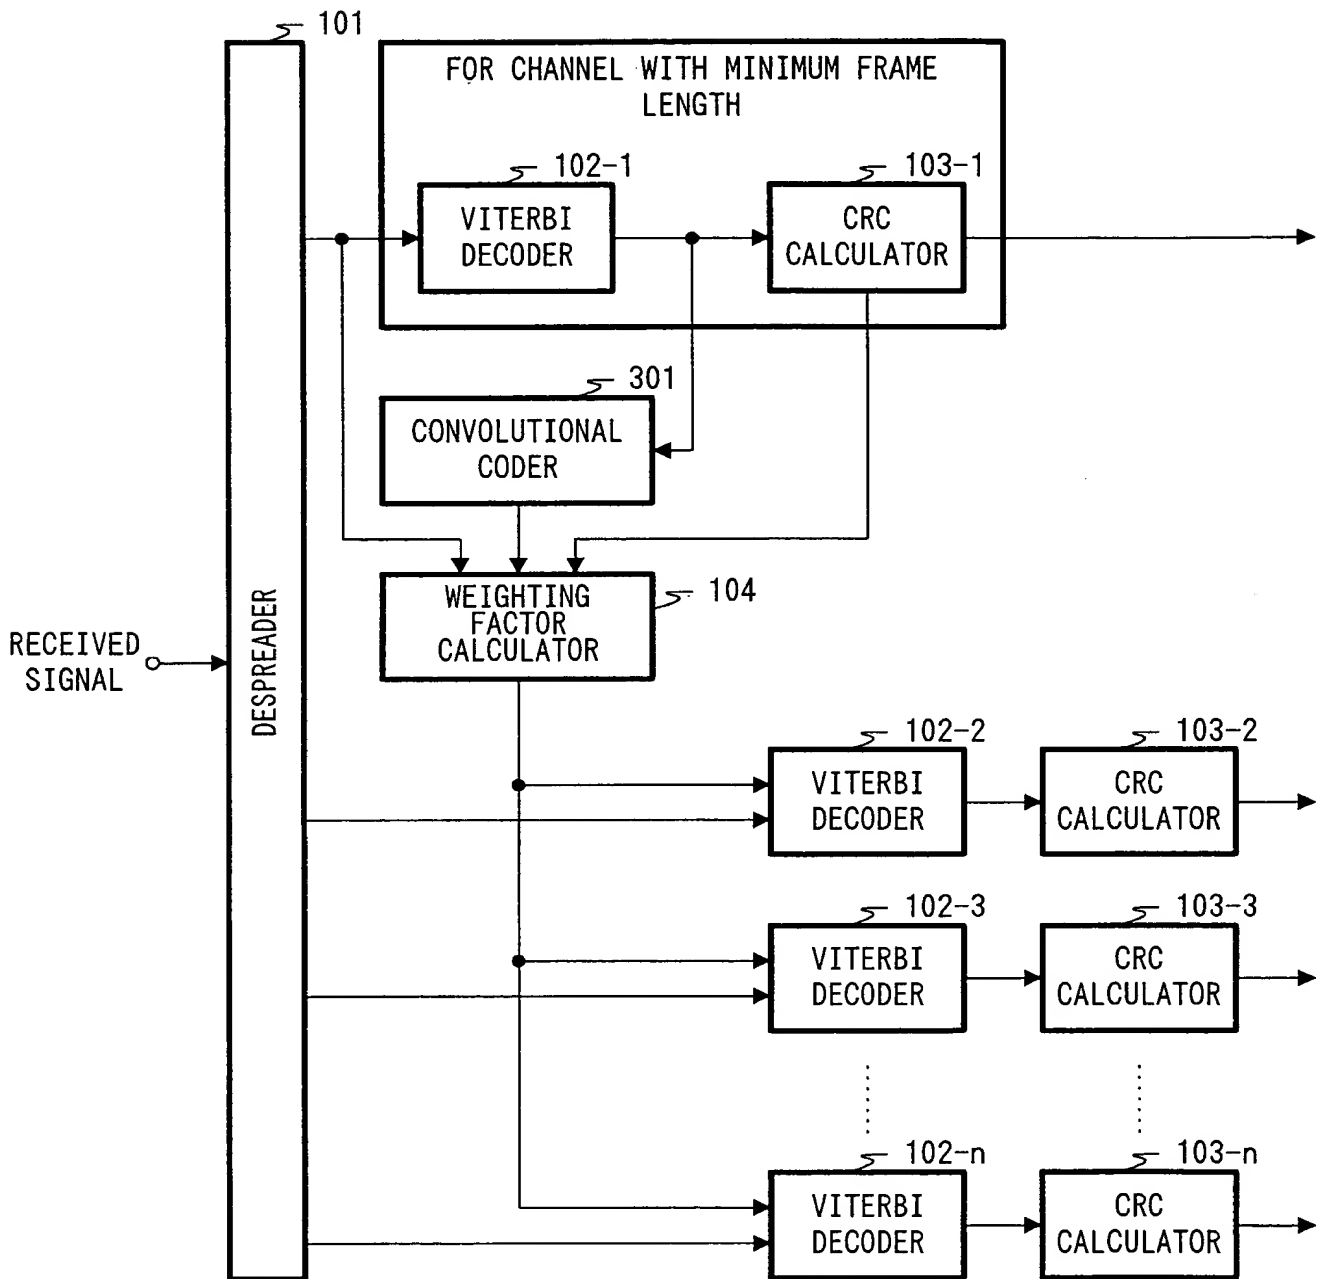 101
FOR CHANNEL WITH MINIMUM FRAME
LENGTH
102-1
103-1
VITERBI
DECODER
CRC
CALCULATOR
301
CONVOLUTIONAL
CODER
WEIGHTING
FACTOR
CALCULATOR
104
RECEIVED
SIGNAL
DESPREADER
102-2
103-2
VITERBI
DECODER
CRC
CALCULATOR
102-3
103-3
VITERBI
DECODER
CRC
CALCULATOR
102-n
103-n
VITERBI
DECODER
CRC
CALCULATOR